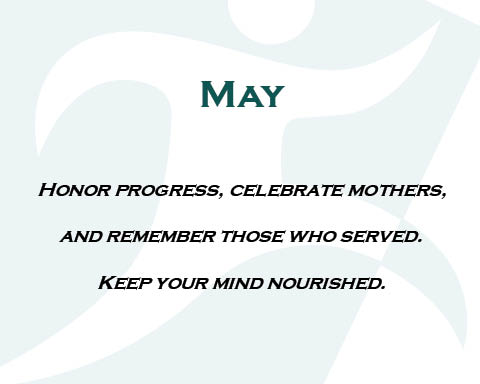 May
Honor progress, celebrate mothers,
and remember those who served.
Keep your mind nourished.